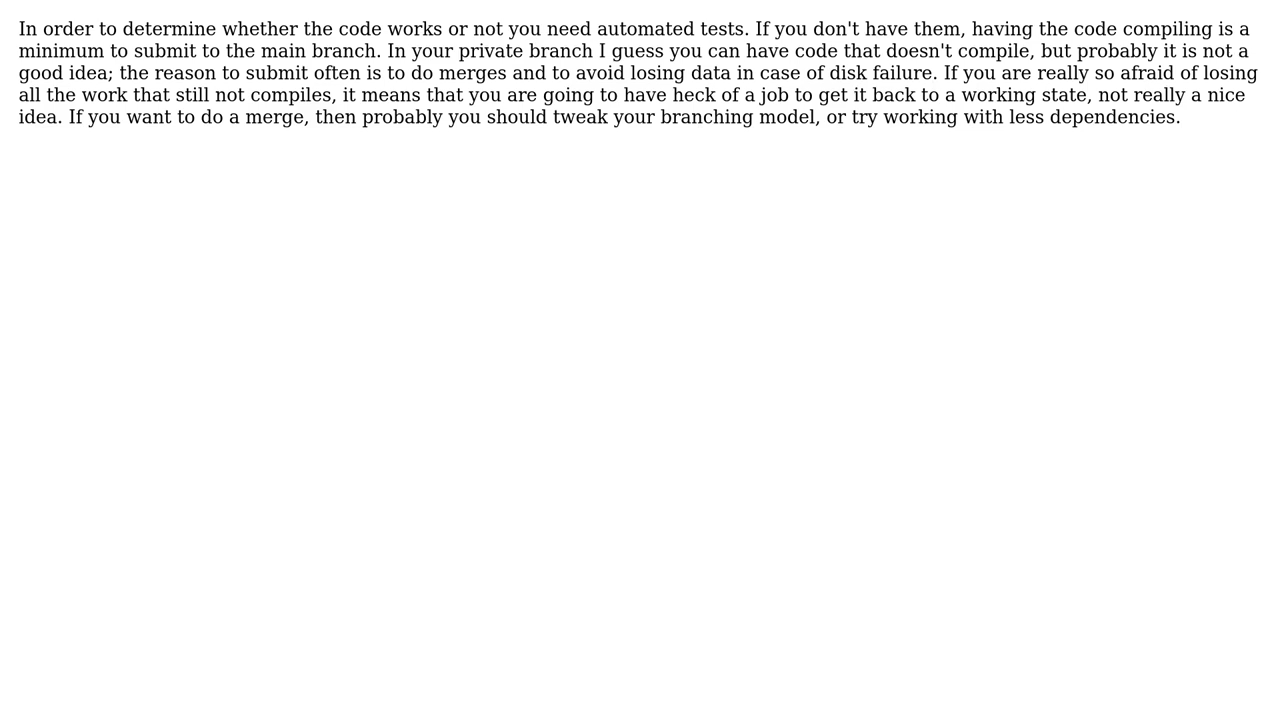 In order to determine whether the code works or not you need automated tests. If you don't have them, having the code compiling is a
minimum to submit to the main branch. In your private branch I guess you can have code that doesn't compile, but probably it is not a
good idea; the reason to submit often is to do merges and to avoid losing data in case of disk failure. If you are really so afraid of losing
all the work that still not compiles, it means that you are going to have heck of a job to get it back to a working state, not really a nice
idea. If you want to do a merge, then probably you should tweak your branching model, or try working with less dependencies.